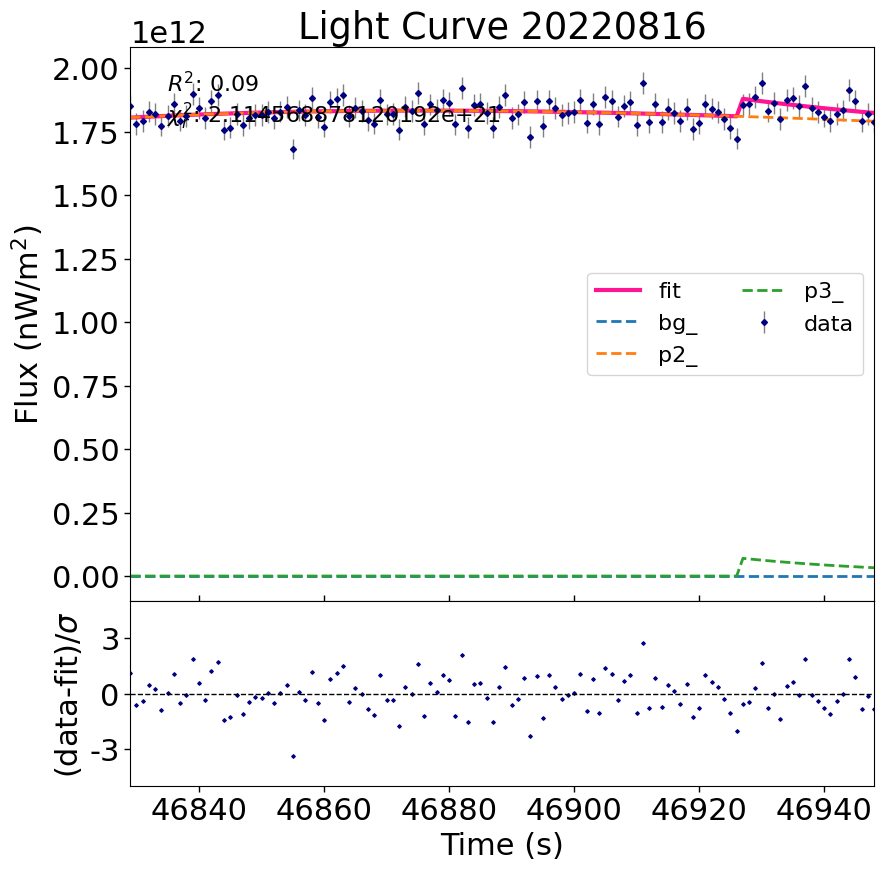 Light Curve 20220816
1e12
R²: 0.09
2.00
1.75
1.50
1.25
1.00
0.75
0.50
0.25
0.00
Flux (nW/m²)
fit
bg_
p2_
p3_
data
3
0
-3
(data-fit)/σ
46840 46860 46880 46900 46920 46940
Time (s)